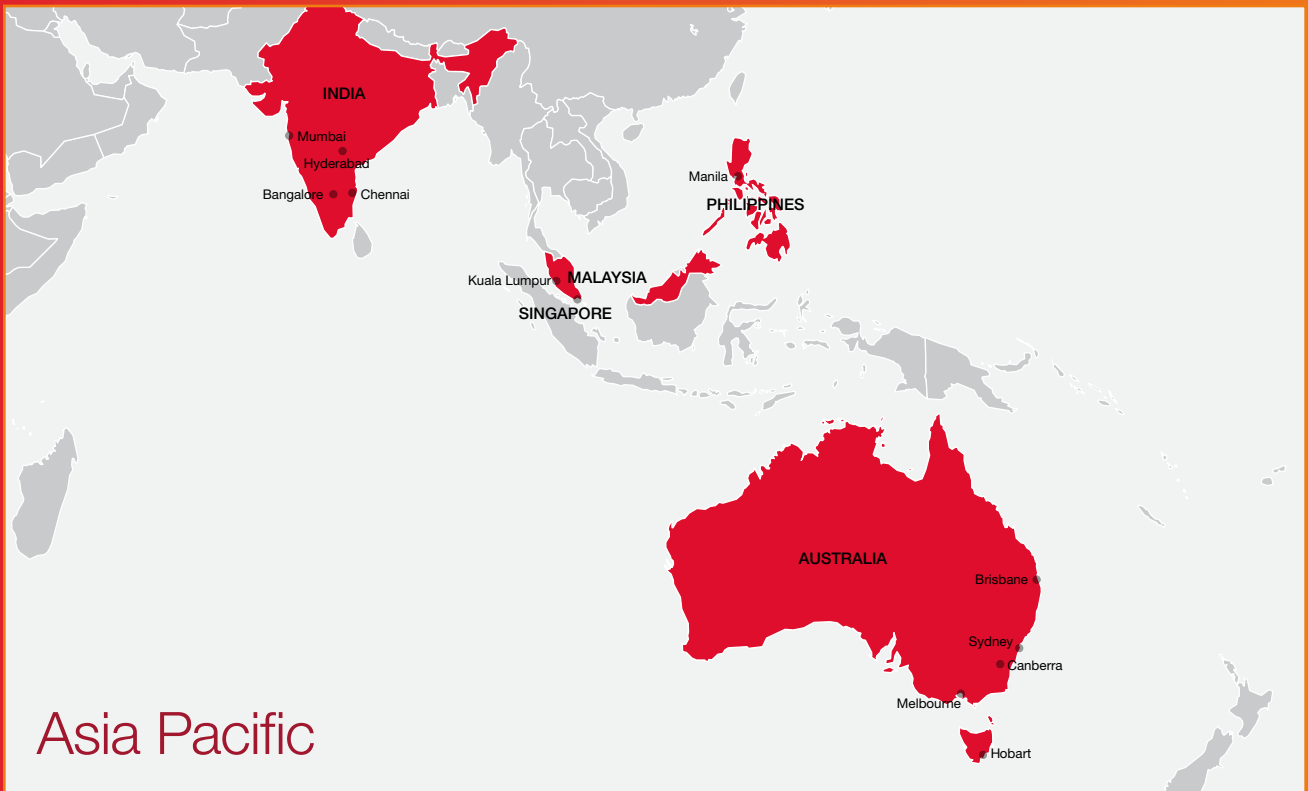 INDIA
Mumbai
Hyderabad
Bangalore
Chennai
Manila
PHILIPPINES
Kuala Lumpur
MALAYSIA
SINGAPORE
AUSTRALIA
Brisbane
Sydney
Canberra
Melbourne
Hobart
Asia Pacific